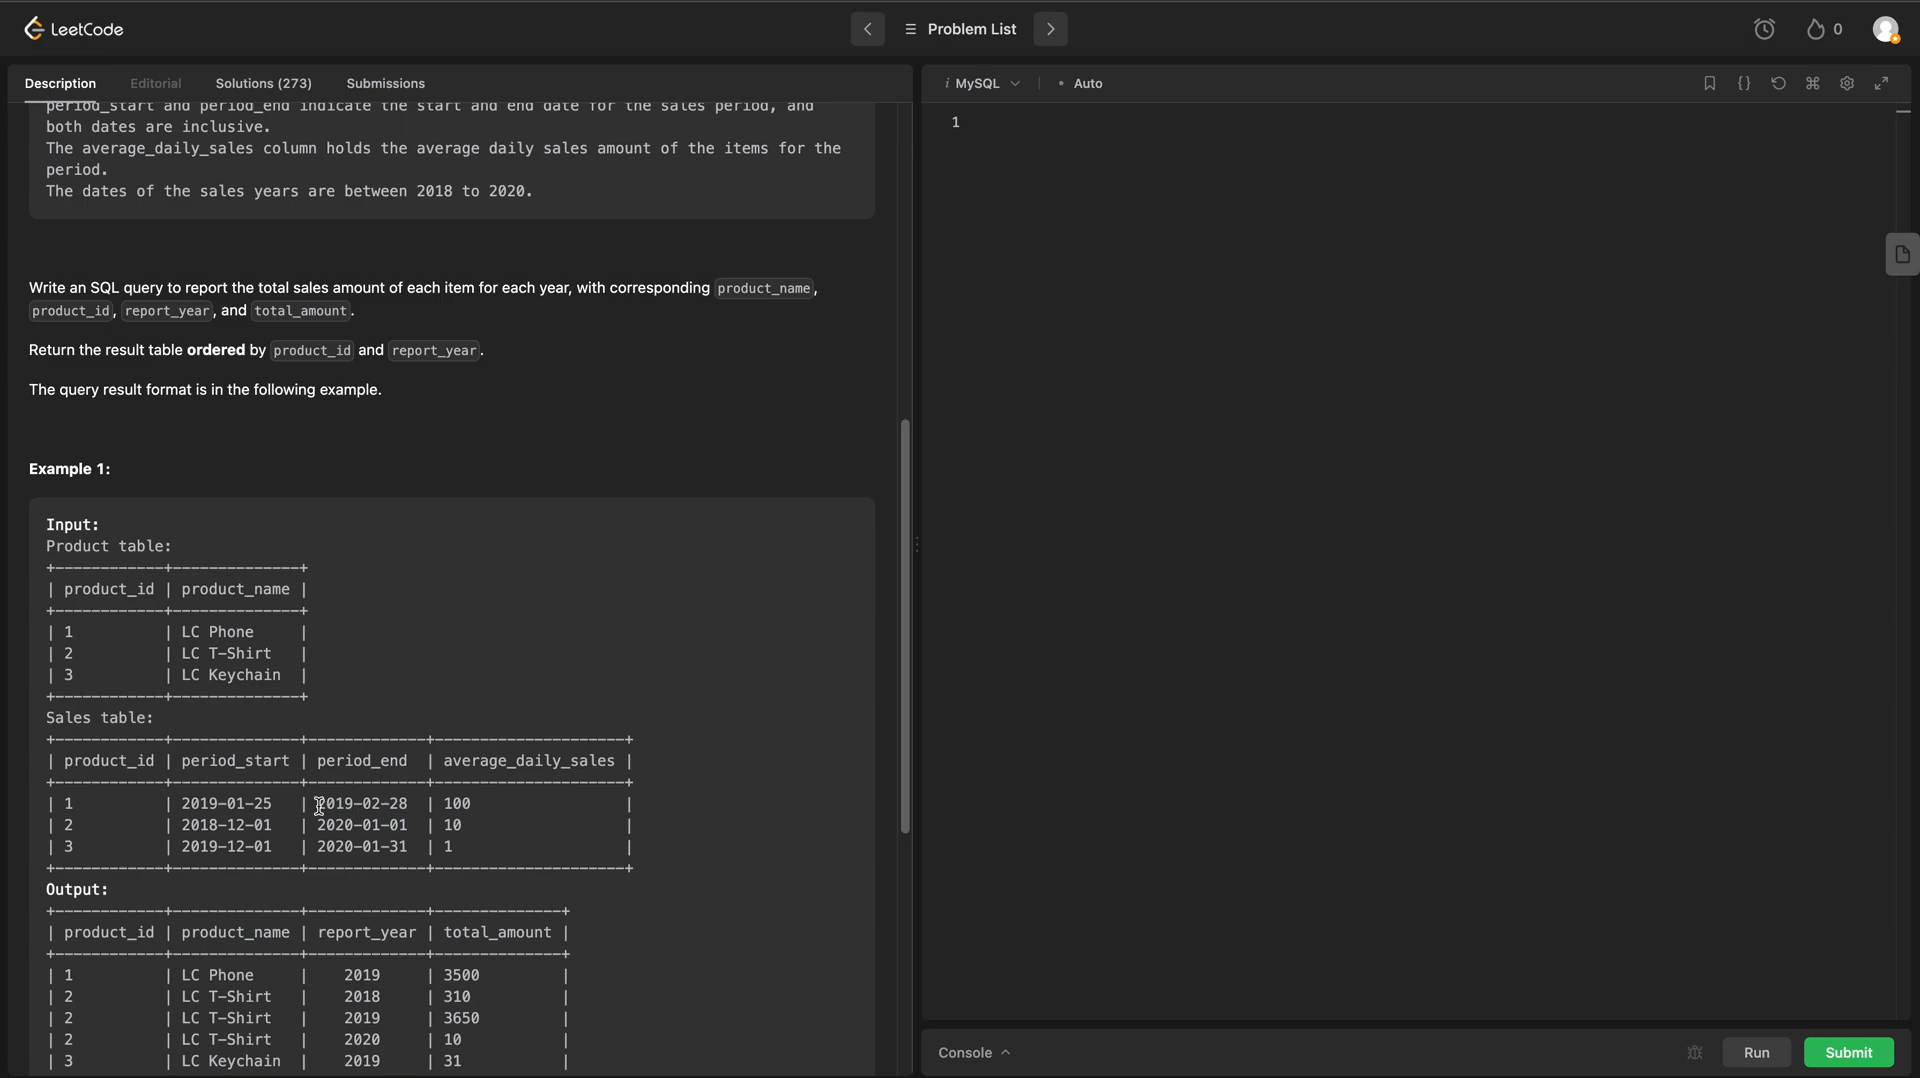 LeetCode
Problem List
0
Description Editorial Solutions (273) Submissions
i MySQL • Auto
period_start and period_end indicate the start and end date for the sales period, and
both dates are inclusive.
The average_daily_sales column holds the average daily sales amount of the items for the
period.
The dates of the sales years are between 2018 to 2020.
1
Write an SQL query to report the total sales amount of each item for each year, with corresponding product_name,
product_id, report_year, and total_amount.
Return the result table ordered by product_id and report_year.
The query result format is in the following example.
Example 1:
Input:
Product table:
+------------+--------------+
| product_id | product_name |
+------------+--------------+
| 1          | LC Phone     |
| 2          | LC T-Shirt   |
| 3          | LC Keychain  |
+------------+--------------+
Sales table:
+------------+--------------+-------------+---------------------+
| product_id | period_start | period_end  | average_daily_sales |
+------------+--------------+-------------+---------------------+
| 1          | 2019-01-25   | 2019-02-28  | 100                 |
| 2          | 2018-12-01   | 2020-01-01  | 10                  |
| 3          | 2019-12-01   | 2020-01-31  | 1                   |
+------------+--------------+-------------+---------------------+
Output:
+------------+--------------+-------------+--------------+
| product_id | product_name | report_year | total_amount |
+------------+--------------+-------------+--------------+
| 1          | LC Phone     |    2019     | 3500         |
| 2          | LC T-Shirt   |    2018     | 310          |
| 2          | LC T-Shirt   |    2019     | 3650         |
| 2          | LC T-Shirt   |    2020     | 10           |
| 3          | LC Keychain  |    2019     | 31           |
Console
Run
Submit